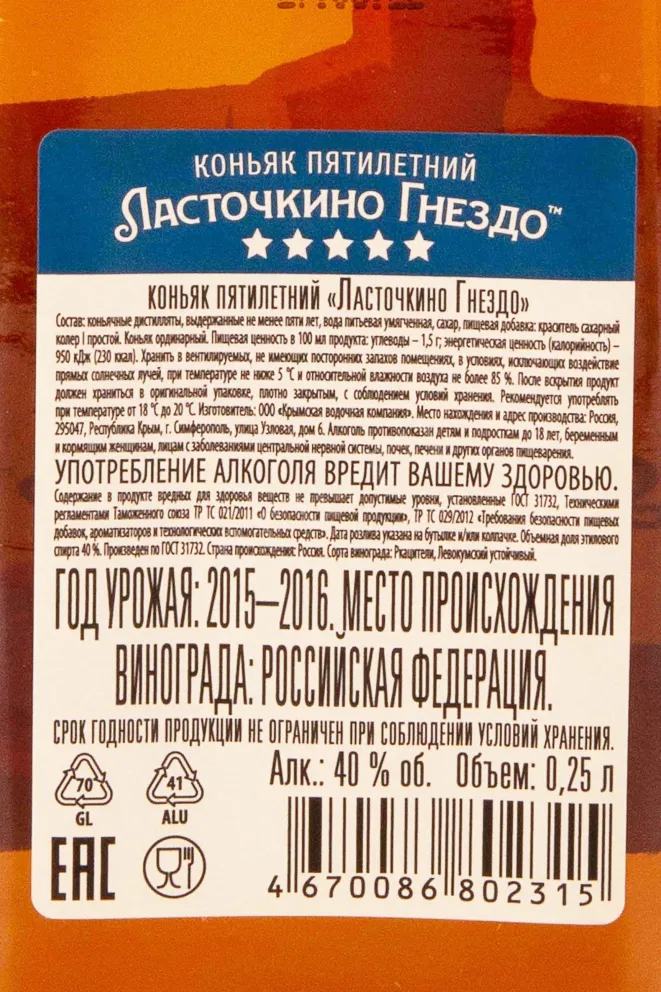 КОНЬЯК ПЯТИЛЕТНИЙ
ЛАСТОЧКИНО ГНЕЗДО™
КОНЬЯК ПЯТИЛЕТНИЙ «ЛАСТОЧКИНО ГНЕЗДО»
Состав: коньячные дистилляты, выдержанные не менее пяти лет, вода питьевая умягченная, сахар, пищевая добавка: краситель сахарный
колер I простой. Коньяк ординарный. Пищевая ценность в 100 мл продукта: углеводы – 1,5 г; энергетическая ценность (калорийность) –
950 кДж (230 ккал). Хранить в вентилируемых, не имеющих посторонних запахов помещениях, в условиях, исключающих воздействие
прямых солнечных лучей, при температуре не ниже 5 °С и относительной влажности воздуха не более 85 %. После вскрытия продукт
должен храниться в оригинальной упаковке, плотно закрытым, с соблюдением условий хранения. Рекомендуется употреблять
при температуре от 18 °С до 20 °С. Изготовитель: ООО «Крымская водочная компания». Место нахождения и адрес производства: Россия,
295047, Республика Крым, г. Симферополь, улица Узловая, дом 6. Алкоголь противопоказан детям и подросткам до 18 лет, беременным
и кормящим женщинам, лицам с заболеваниями центральной нервной системы, почек, печени и других органов пищеварения.
УПОТРЕБЛЕНИЕ АЛКОГОЛЯ ВРЕДИТ ВАШЕМУ ЗДОРОВЬЮ.
Содержание в продукте вредных для здоровья веществ не превышает допустимые уровни, установленные ГОСТ 31732, Техническими
регламентами Таможенного союза ТР ТС 021/2011 «О безопасности пищевой продукции», ТР ТС 029/2012 «Требования безопасности пищевых
добавок, ароматизаторов и технологических вспомогательных средств». Дата розлива указана на бутылке и/или колпачке. Объемная доля этилового
спирта 40 %. Произведен по ГОСТ 31732. Страна происхождения: Россия. Сорта винограда: Ркацители, Левокумский устойчивый.
ГОД УРОЖАЯ: 2015–2016. МЕСТО ПРОИСХОЖДЕНИЯ
ВИНОГРАДА: РОССИЙСКАЯ ФЕДЕРАЦИЯ.
СРОК ГОДНОСТИ ПРОДУКЦИИ НЕ ОГРАНИЧЕН ПРИ СОБЛЮДЕНИИ УСЛОВИЙ ХРАНЕНИЯ.
Алк.: 40 % об. Объем: 0,25 л
70
GL
41
ALU
EAC
4 670086 802315